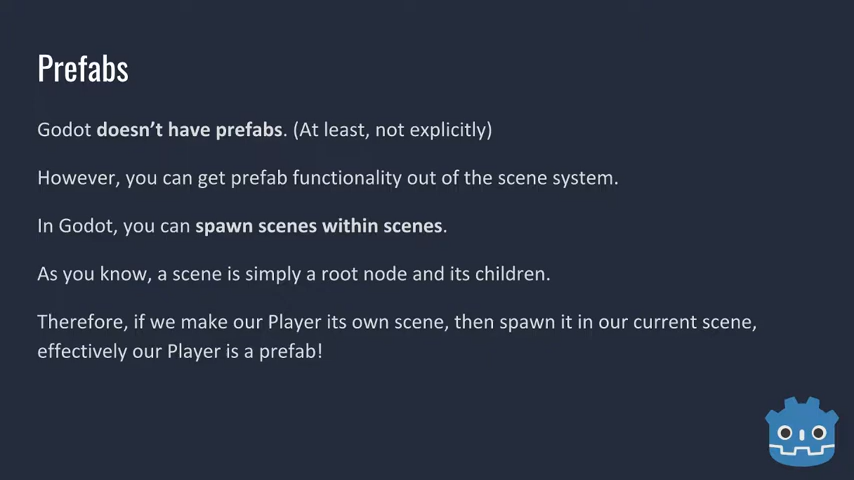 Prefabs
Godot doesn't have prefabs. (At least, not explicitly)
However, you can get prefab functionality out of the scene system.
In Godot, you can spawn scenes within scenes.
As you know, a scene is simply a root node and its children.
Therefore, if we make our Player its own scene, then spawn it in our current scene,
effectively our Player is a prefab!